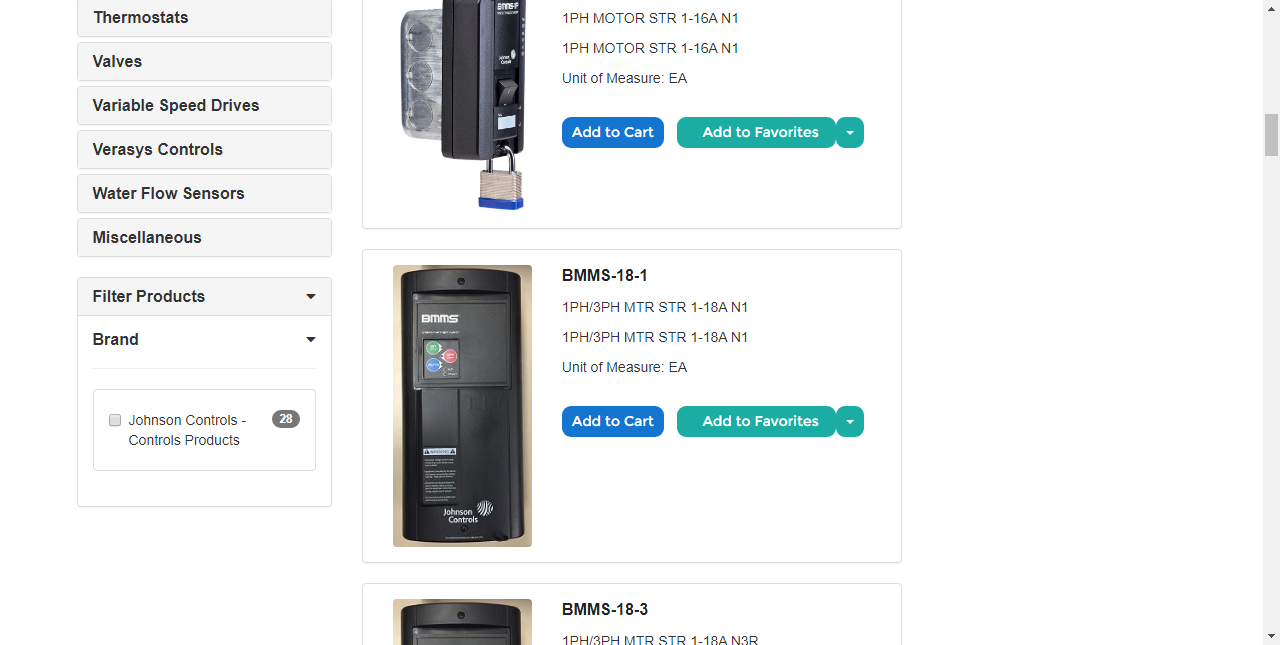 Thermostats
Valves
Variable Speed Drives
Verasys Controls
Water Flow Sensors
Miscellaneous
Filter Products
Brand
Johnson Controls -
Controls Products
28
1PH MOTOR STR 1-16A N1
1PH MOTOR STR 1-16A N1
Unit of Measure: EA
Add to Cart
Add to Favorites
Johnson
Controls
BMMS-18-1
1PH/3PH MTR STR 1-18A N1
1PH/3PH MTR STR 1-18A N1
Unit of Measure: EA
Add to Cart
Add to Favorites
BMMS
WARNING
Johnson
Controls
BMMS-18-3
1PH/3PH MTR STR 1-18A N3R